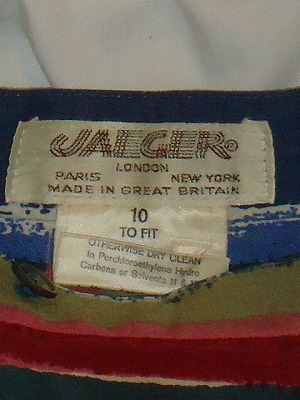 JAEGER®
LONDON
PARIS NEW YORK
MADE IN GREAT BRITAIN
10
TO FIT
OTHERWISE DRY CLEAN
In Perchloroethylene Hydro
Carbons or Solvents 11 &